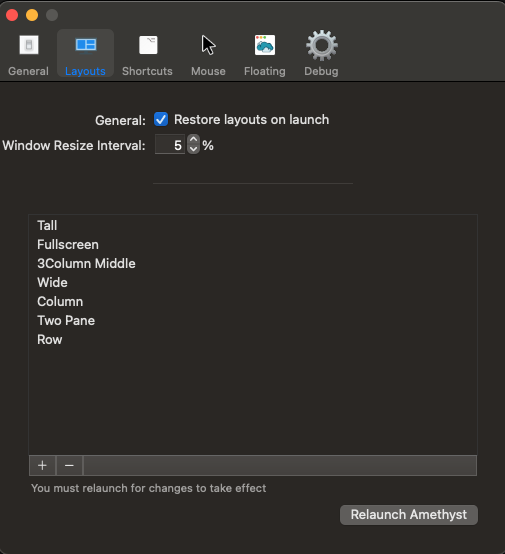 General Layouts Shortcuts Mouse Floating Debug
General: Restore layouts on launch
Window Resize Interval: 5 %
Tall
Fullscreen
3Column Middle
Wide
Column
Two Pane
Row
+ −
You must relaunch for changes to take effect
Relaunch Amethyst